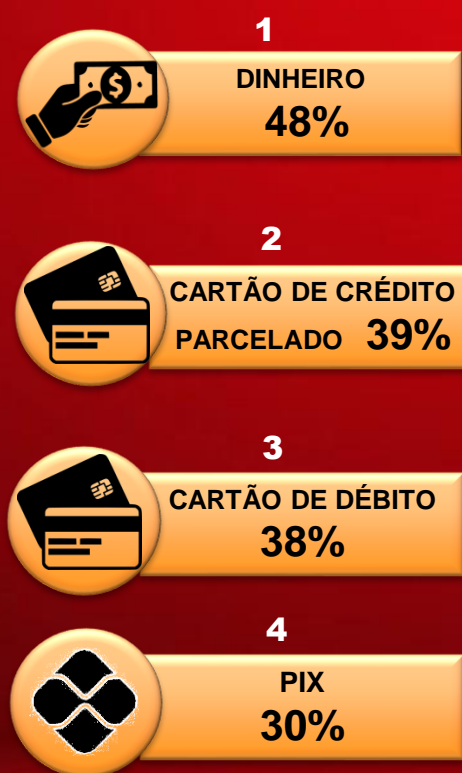 1
DINHEIRO
48%
2
CARTÃO DE CRÉDITO
PARCELADO 39%
3
CARTÃO DE DÉBITO
38%
4
PIX
30%